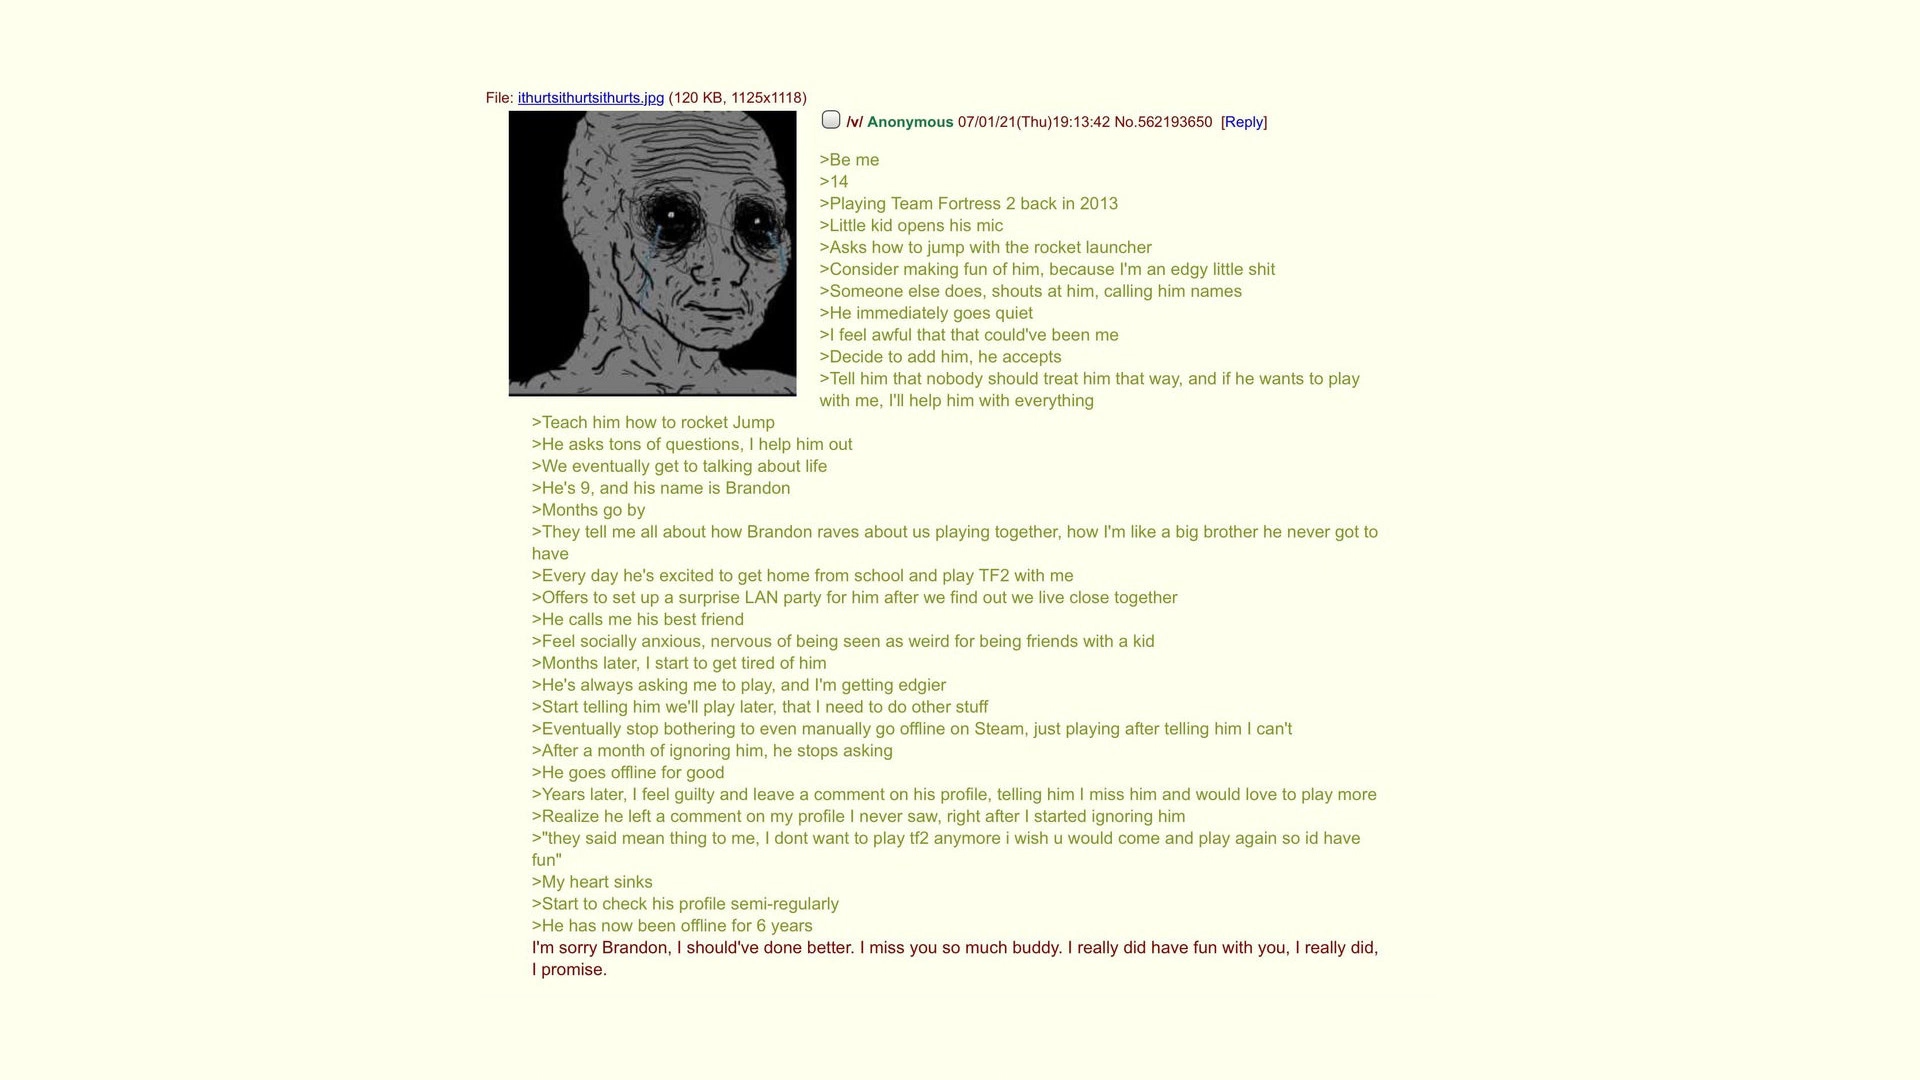 File: ithurtsithurtsithurts.jpg (120 KB, 1125x1118)
/v/ Anonymous 07/01/21(Thu)19:13:42 No.562193650 [Reply]
>Be me
>14
>Playing Team Fortress 2 back in 2013
>Little kid opens his mic
>Asks how to jump with the rocket launcher
>Consider making fun of him, because I'm an edgy little shit
>Someone else does, shouts at him, calling him names
>He immediately goes quiet
>I feel awful that that could've been me
>Decide to add him, he accepts
>Tell him that nobody should treat him that way, and if he wants to play
with me, I'll help him with everything
>Teach him how to rocket Jump
>He asks tons of questions, I help him out
>We eventually get to talking about life
>He's 9, and his name is Brandon
>Months go by
>They tell me all about how Brandon raves about us playing together, how I'm like a big brother he never got to
have
>Every day he's excited to get home from school and play TF2 with me
>Offers to set up a surprise LAN party for him after we find out we live close together
>He calls me his best friend
>Feel socially anxious, nervous of being seen as weird for being friends with a kid
>Months later, I start to get tired of him
>He's always asking me to play, and I'm getting edgier
>Start telling him we'll play later, that I need to do other stuff
>Eventually stop bothering to even manually go offline on Steam, just playing after telling him I can't
>After a month of ignoring him, he stops asking
>He goes offline for good
>Years later, I feel guilty and leave a comment on his profile, telling him I miss him and would love to play more
>Realize he left a comment on my profile I never saw, right after I started ignoring him
>"they said mean thing to me, I dont want to play tf2 anymore i wish u would come and play again so id have
fun"
>My heart sinks
>Start to check his profile semi-regularly
>He has now been offline for 6 years
I'm sorry Brandon, I should've done better. I miss you so much buddy. I really did have fun with you, I really did,
I promise.